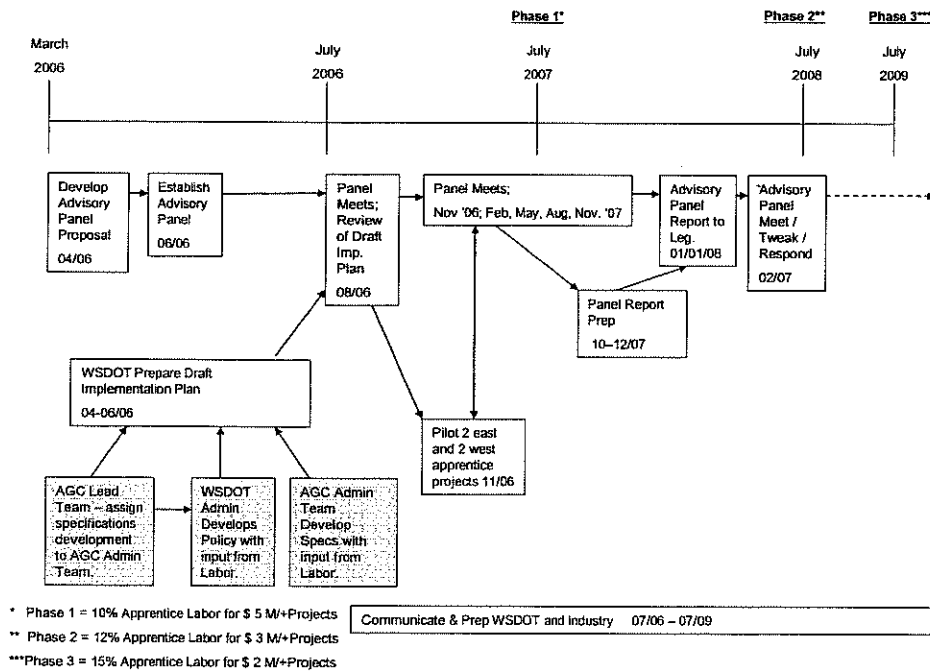 Phase 1*
Phase 2**
Phase 3***
March
2006
July
2006
July
2007
July
2008
July
2009
Develop
Advisory
Panel
Proposal
04/06
Establish
Advisory
Panel
06/06
Panel
Meets;
Review
of Draft
Imp.
Plan
08/06
Panel Meets;
Nov '06; Feb, May, Aug, Nov. '07
Advisory
Panel
Report to
Leg.
01/01/08
Advisory
Panel
Meet /
Tweak /
Respond
02/07
Panel Report
Prep
10–12/07
WSDOT Prepare Draft
Implementation Plan
04-06/06
Pilot 2 east
and 2 west
apprentice
projects 11/06
AGC Lead
Team – assign
specifications
development
to AGC Admin
Team.
WSDOT
Admin
Develops
Policy with
input from
Labor.
AGC Admin
Team
Develop
Specs with
input from
Labor.
* Phase 1 = 10% Apprentice Labor for $ 5 M/+Projects
** Phase 2 = 12% Apprentice Labor for $ 3 M/+Projects
***Phase 3 = 15% Apprentice Labor for $ 2 M/+Projects
Communicate & Prep WSDOT and Industry 07/06 – 07/09